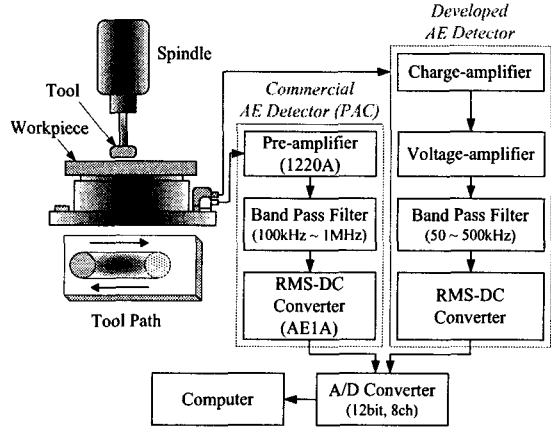 Spindle
Tool
Workpiece
Tool Path
Commercial
AE Detector (PAC)
Pre-amplifier
(1220A)
Band Pass Filter
(100kHz ~ 1MHz)
RMS-DC
Converter
(AE1A)
Developed
AE Detector
Charge-amplifier
Voltage-amplifier
Band Pass Filter
(50 ~ 500kHz)
RMS-DC
Converter
A/D Converter
(12bit, 8ch)
Computer